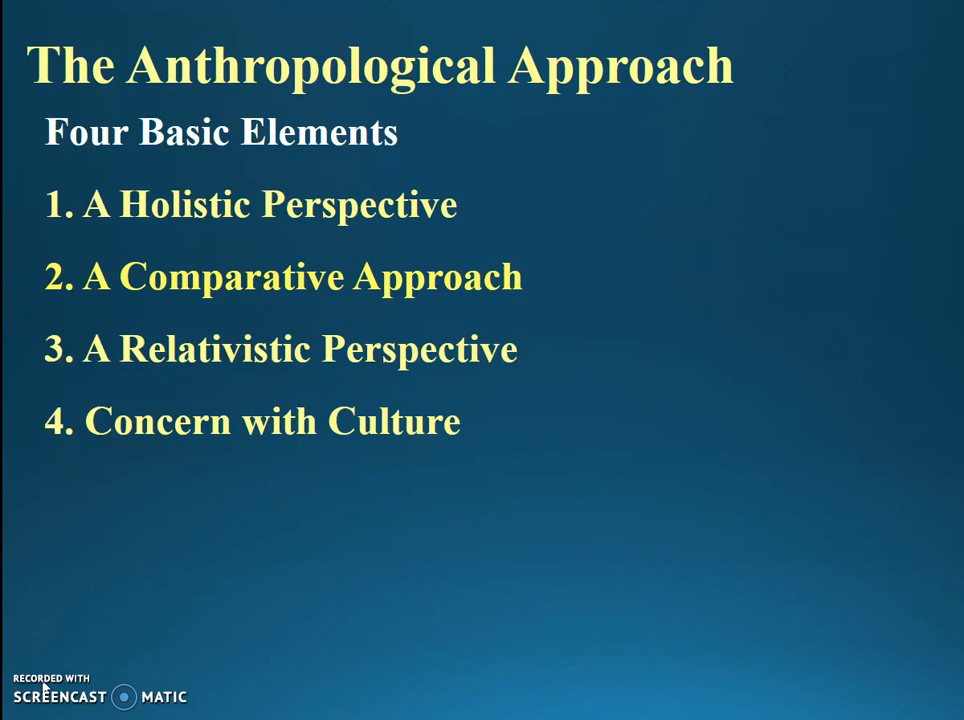 The Anthropological Approach
Four Basic Elements
1. A Holistic Perspective
2. A Comparative Approach
3. A Relativistic Perspective
4. Concern with Culture
RECORDED WITH
SCREENCAST MATIC